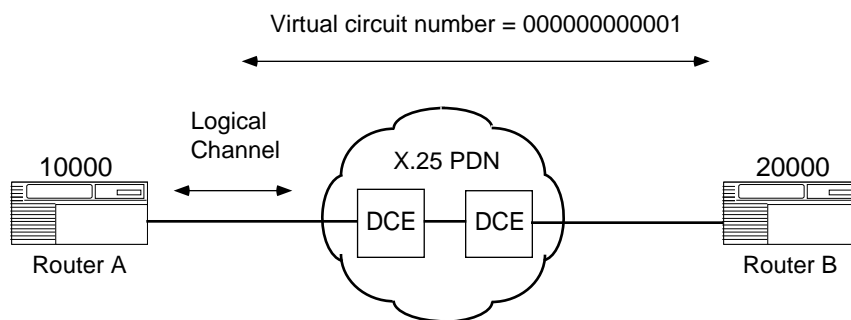 Virtual circuit number = 000000000001
Logical
Channel
X.25 PDN
10000
20000
DCE
DCE
Router A
Router B